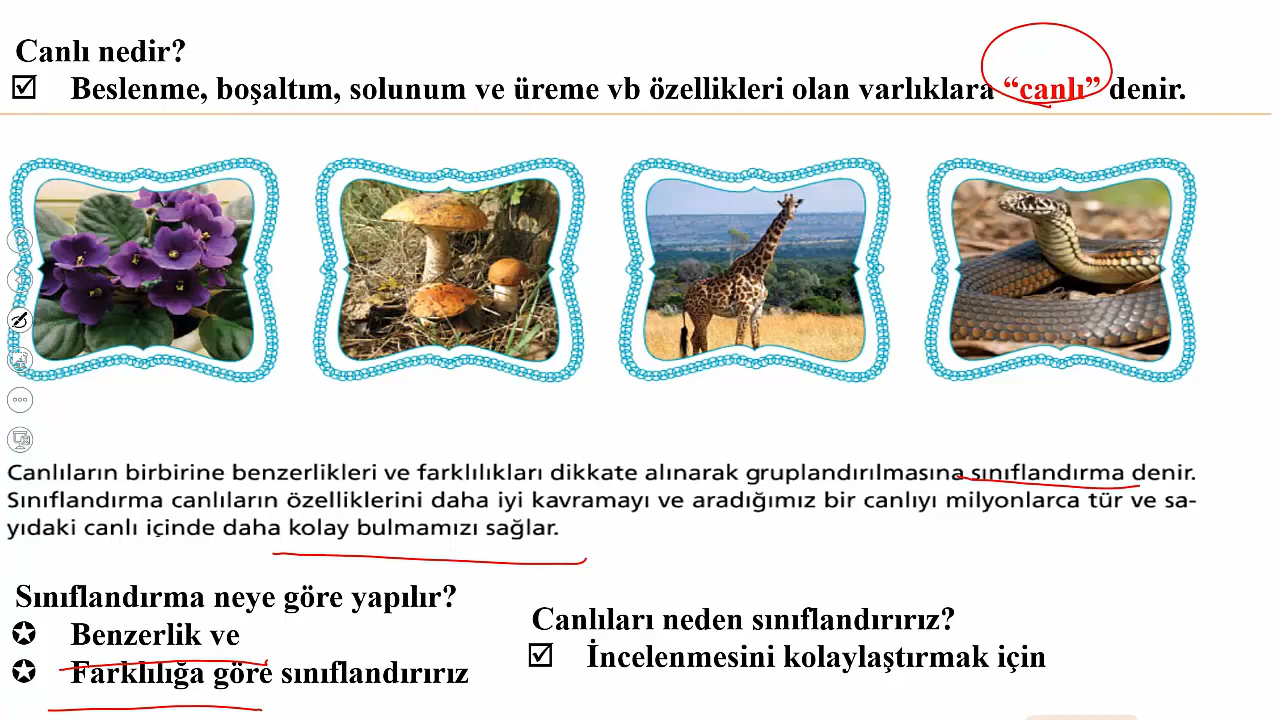 Canlı nedir?
Beslenme, boşaltım, solunum ve üreme vb özellikleri olan varlıklara “canlı” denir.
Canlıların birbirine benzerlikleri ve farklılıkları dikkate alınarak gruplandırılmasına sınıflandırma denir.
Sınıflandırma canlıların özelliklerini daha iyi kavramayı ve aradığımız bir canlıyı milyonlarca tür ve sa-
yıdaki canlı içinde daha kolay bulmamızı sağlar.
Sınıflandırma neye göre yapılır?
Benzerlik ve
Farklılığa göre sınıflandırırız
Canlıları neden sınıflandırırız?
İncelenmesini kolaylaştırmak için